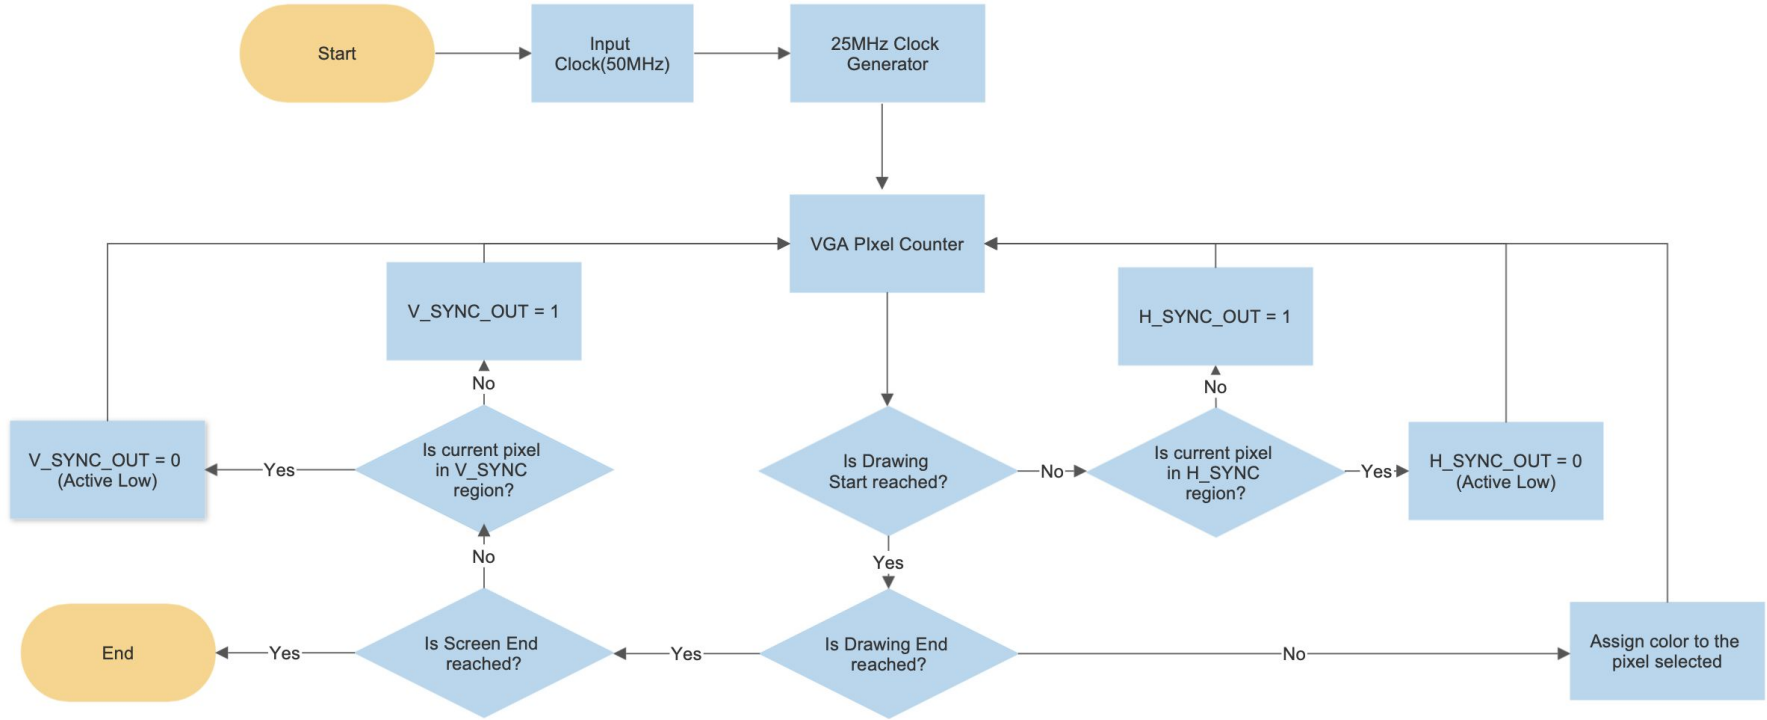 Start
Input
Clock(50MHz)
25MHz Clock
Generator
VGA PIxel Counter
V_SYNC_OUT = 1
H_SYNC_OUT = 1
No
No
V_SYNC_OUT = 0
(Active Low)
Yes
Is current pixel
in V_SYNC
region?
Is Drawing
Start reached?
No
Is current pixel
in H_SYNC
region?
Yes
H_SYNC_OUT = 0
(Active Low)
No
Yes
End
Yes
Is Screen End
reached?
Yes
Is Drawing End
reached?
No
Assign color to the
pixel selected